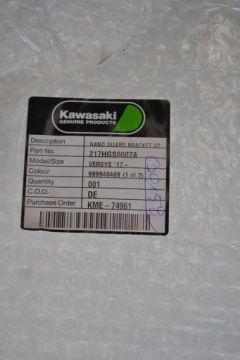 Kawasaki
GENUINE PRODUCTS
Description HAND GUARD BRACKET
Part No. 217HGS0007A
Model/Size VERSYS '17-
Colour 999940469 (1 of 2)
Quantity 001
C.O.O. DE
Purchase Order KME-74961